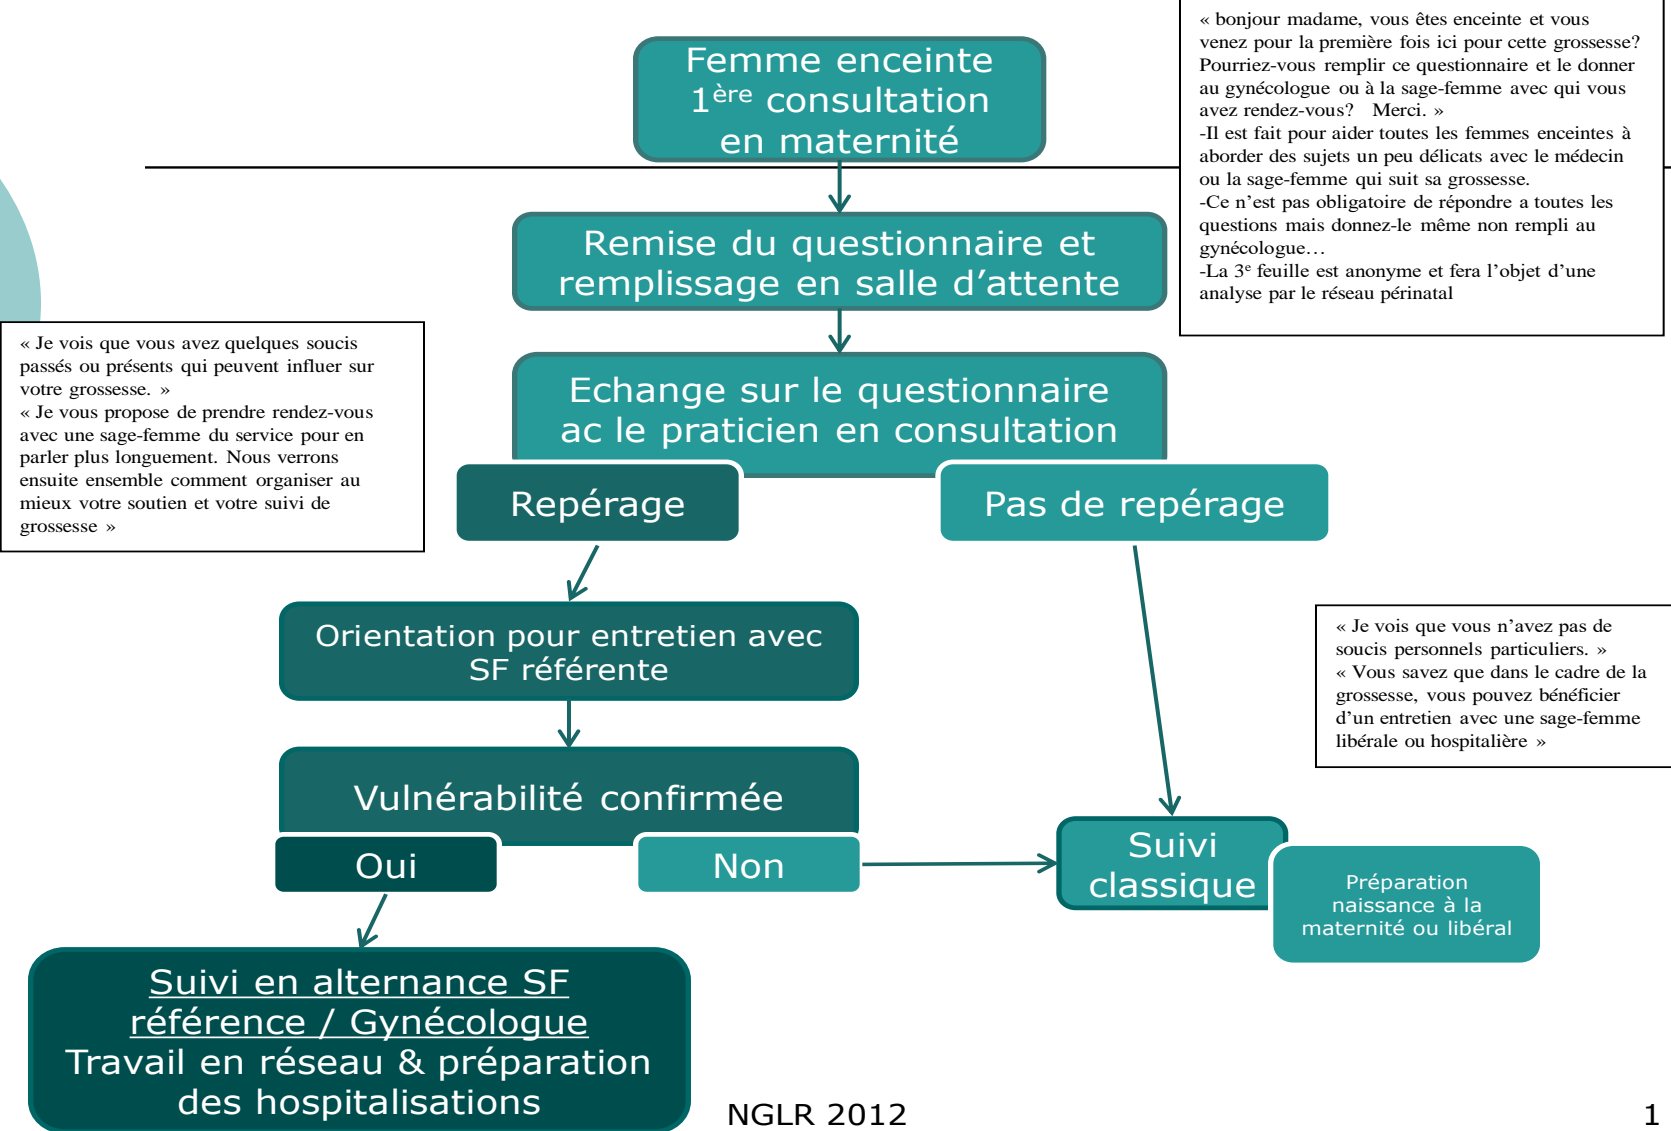 « bonjour madame, vous êtes enceinte et vous
venez pour la première fois ici pour cette grossesse?
Pourriez-vous remplir ce questionnaire et le donner
au gynécologue ou à la sage-femme avec qui vous
avez rendez-vous? Merci. »
-Il est fait pour aider toutes les femmes enceintes à
aborder des sujets un peu délicats avec le médecin
ou la sage-femme qui suit sa grossesse.
-Ce n'est pas obligatoire de répondre a toutes les
questions mais donnez-le même non rempli au
gynécologue…
-La 3e feuille est anonyme et fera l'objet d'une
analyse par le réseau périnatal
Femme enceinte
1ère consultation
en maternité
Remise du questionnaire et
remplissage en salle d'attente
« Je vois que vous avez quelques soucis
passés ou présents qui peuvent influer sur
votre grossesse. »
« Je vous propose de prendre rendez-vous
avec une sage-femme du service pour en
parler plus longuement. Nous verrons
ensuite ensemble comment organiser au
mieux votre soutien et votre suivi de
grossesse »
Echange sur le questionnaire
ac le praticien en consultation
Repérage
Pas de repérage
Orientation pour entretien avec
SF référente
« Je vois que vous n'avez pas de
soucis personnels particuliers. »
« Vous savez que dans le cadre de la
grossesse, vous pouvez bénéficier
d'un entretien avec une sage-femme
libérale ou hospitalière »
Vulnérabilité confirmée
Oui
Non
Suivi
classique
Préparation
naissance à la
maternité ou libéral
Suivi en alternance SF
référence / Gynécologue
Travail en réseau & préparation
des hospitalisations
NGLR 2012
1